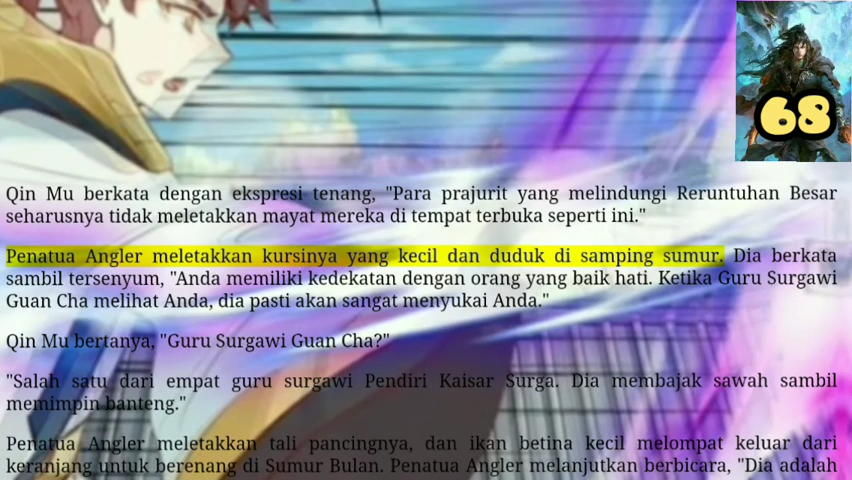 68
Qin Mu berkata dengan ekspresi tenang, "Para prajurit yang melindungi Reruntuhan Besar
seharusnya tidak meletakkan mayat mereka di tempat terbuka seperti ini."
Penatua Angler meletakkan kursinya yang kecil dan duduk di samping sumur. Dia berkata
sambil tersenyum, "Anda memiliki kedekatan dengan orang yang baik hati. Ketika Guru Surgawi
Guan Cha melihat Anda, dia pasti akan sangat menyukai Anda."
Qin Mu bertanya, "Guru Surgawi Guan Cha?"
"Salah satu dari empat guru surgawi Pendiri Kaisar Surga. Dia membajak sawah sambil
memimpin banteng."
Penatua Angler meletakkan tali pancingnya, dan ikan betina kecil melompat keluar dari
keranjang untuk berenang di Sumur Bulan. Penatua Angler melanjutkan berbicara, "Dia adalah